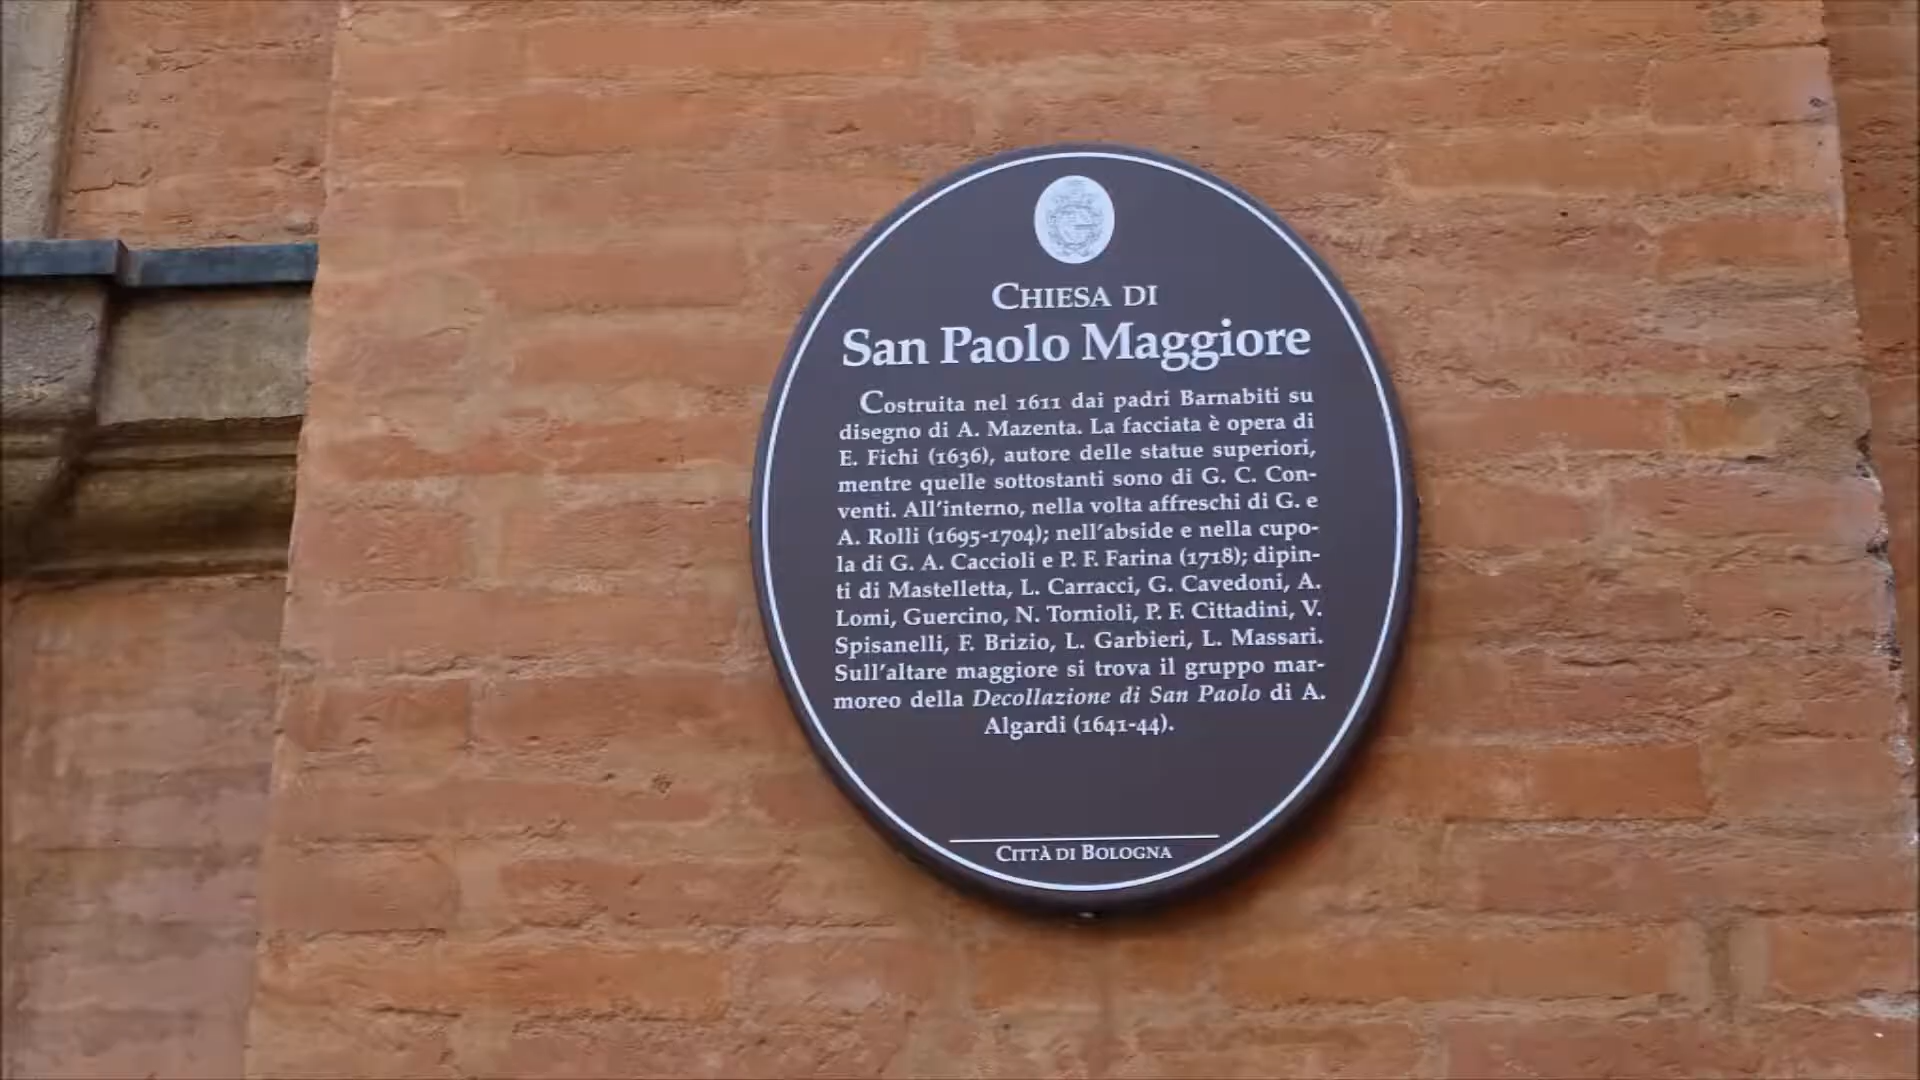 CHIESA DI
San Paolo Maggiore
Costruita nel 1611 dai padri Barnabiti su
disegno di A. Mazenta. La facciata è opera di
E. Fichi (1636), autore delle statue superiori,
mentre quelle sottostanti sono di G. C. Con-
venti. All'interno, nella volta affreschi di G. e
A. Rolli (1695-1704); nell'abside e nella cupo-
la di G. A. Caccioli e P. F. Farina (1718); dipin-
ti di Mastelletta, L. Carracci, G. Cavedoni, A.
Lomi, Guercino, N. Tornioli, P. F. Cittadini, V.
Spisanelli, F. Brizio, L. Garbieri, L. Massari.
Sull'altare maggiore si trova il gruppo mar-
moreo della Decollazione di San Paolo di A.
Algardi (1641-44).
CITTÀ DI BOLOGNA